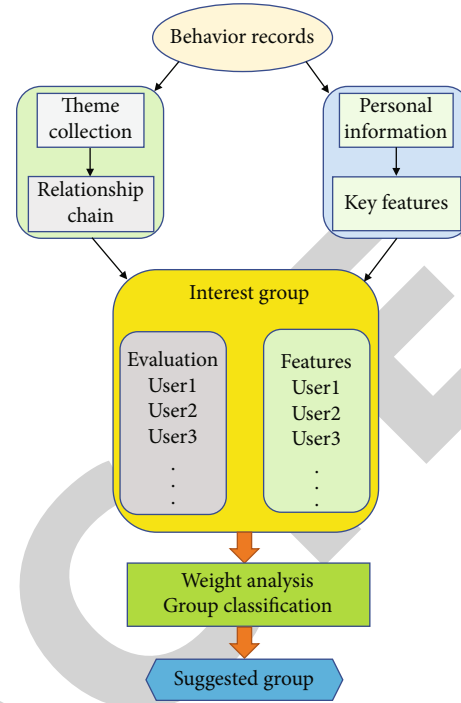 Behavior records
Theme
collection
Relationship
chain
Personal
information
Key features
Interest group
Evaluation
User1
User2
User3
.
.
.
Features
User1
User2
User3
.
.
.
Weight analysis
Group classification
Suggested group